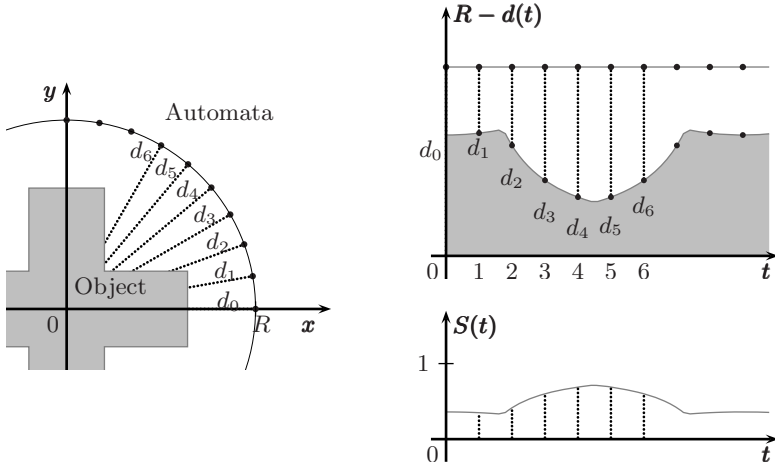 y
Automata
d₆
d₅
d₄
d₃
d₂
d₁
d₀
Object
0
R
x
R − d(t)
d₀
d₁
d₂
d₃
d₄
d₅
d₆
0 1 2 3 4 5 6 t
S(t)
1
0
t